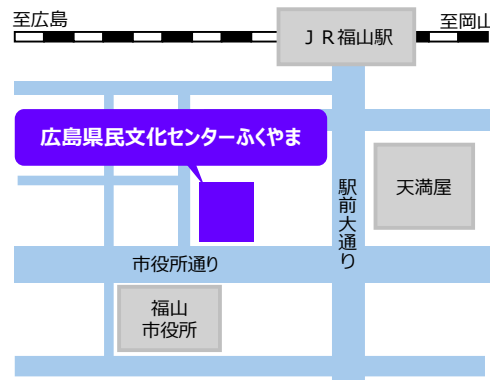 至広島
JR福山駅
至岡山
広島県民文化センターふくやま
天満屋
駅前大通り
市役所通り
福山
市役所